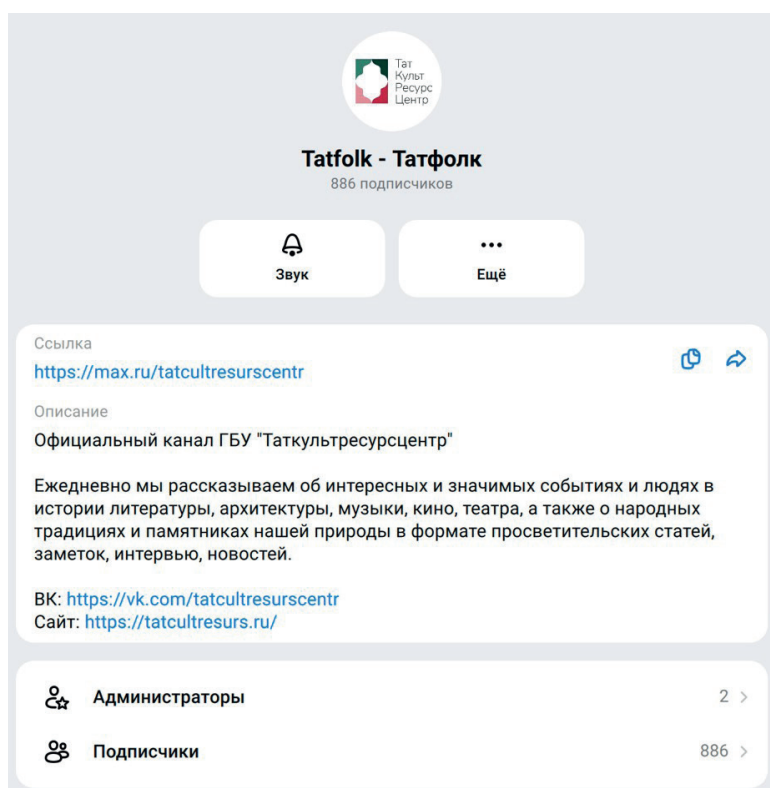 Тат
Культ
Ресурс
Центр
Tatfolk - Татфолк
886 подписчиков
Звук
Ещё
Ссылка
https://max.ru/tatcultresurscentr
Описание
Официальный канал ГБУ "Таткультресурсцентр"
Ежедневно мы рассказываем об интересных и значимых событиях и людях в
истории литературы, архитектуры, музыки, кино, театра, а также о народных
традициях и памятниках нашей природы в формате просветительских статей,
заметок, интервью, новостей.
ВК: https://vk.com/tatcultresurscentr
Сайт: https://tatcultresurs.ru/
Администраторы 2
Подписчики 886